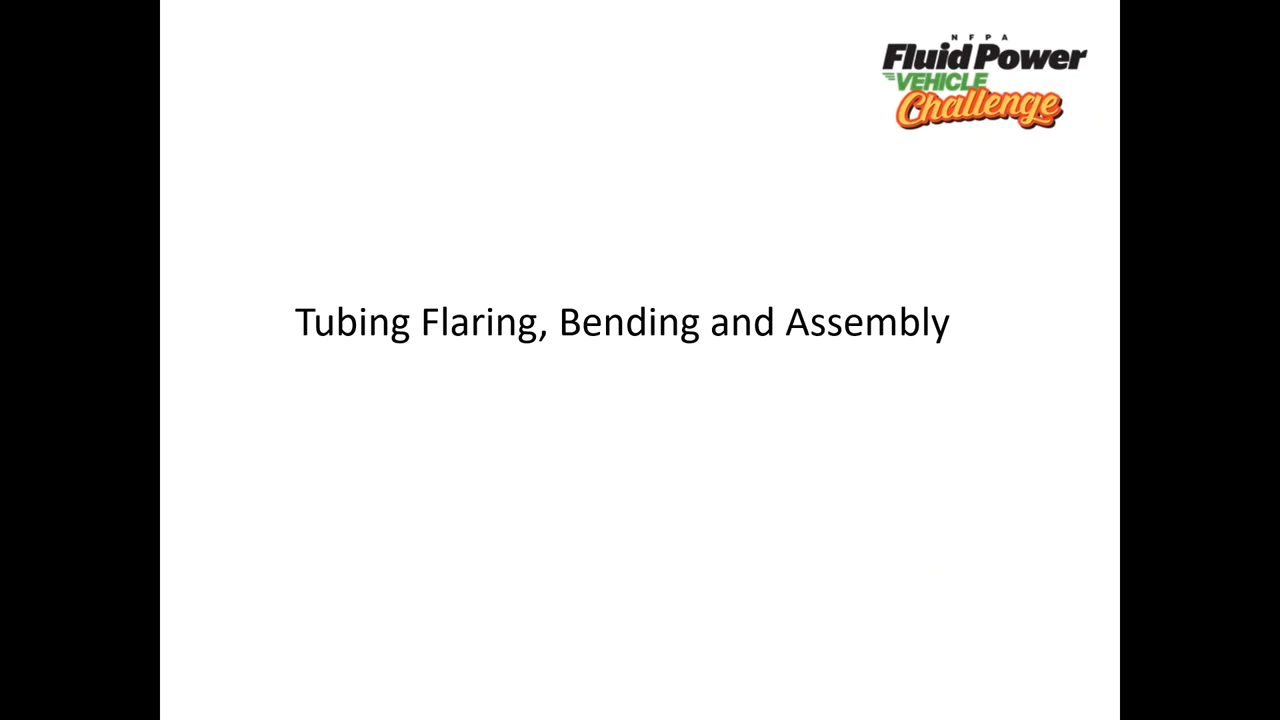 NFPA
Fluid Power
VEHICLE
Challenge
Tubing Flaring, Bending and Assembly